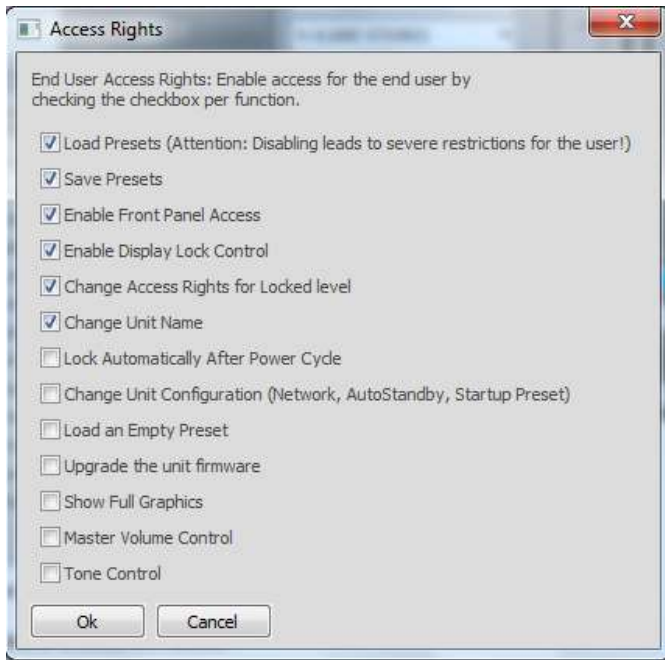 Access Rights
End User Access Rights: Enable access for the end user by
checking the checkbox per function.
Load Presets (Attention: Disabling leads to severe restrictions for the user!)
Save Presets
Enable Front Panel Access
Enable Display Lock Control
Change Access Rights for Locked level
Change Unit Name
Lock Automatically After Power Cycle
Change Unit Configuration (Network, AutoStandby, Startup Preset)
Load an Empty Preset
Upgrade the unit firmware
Show Full Graphics
Master Volume Control
Tone Control
Ok Cancel